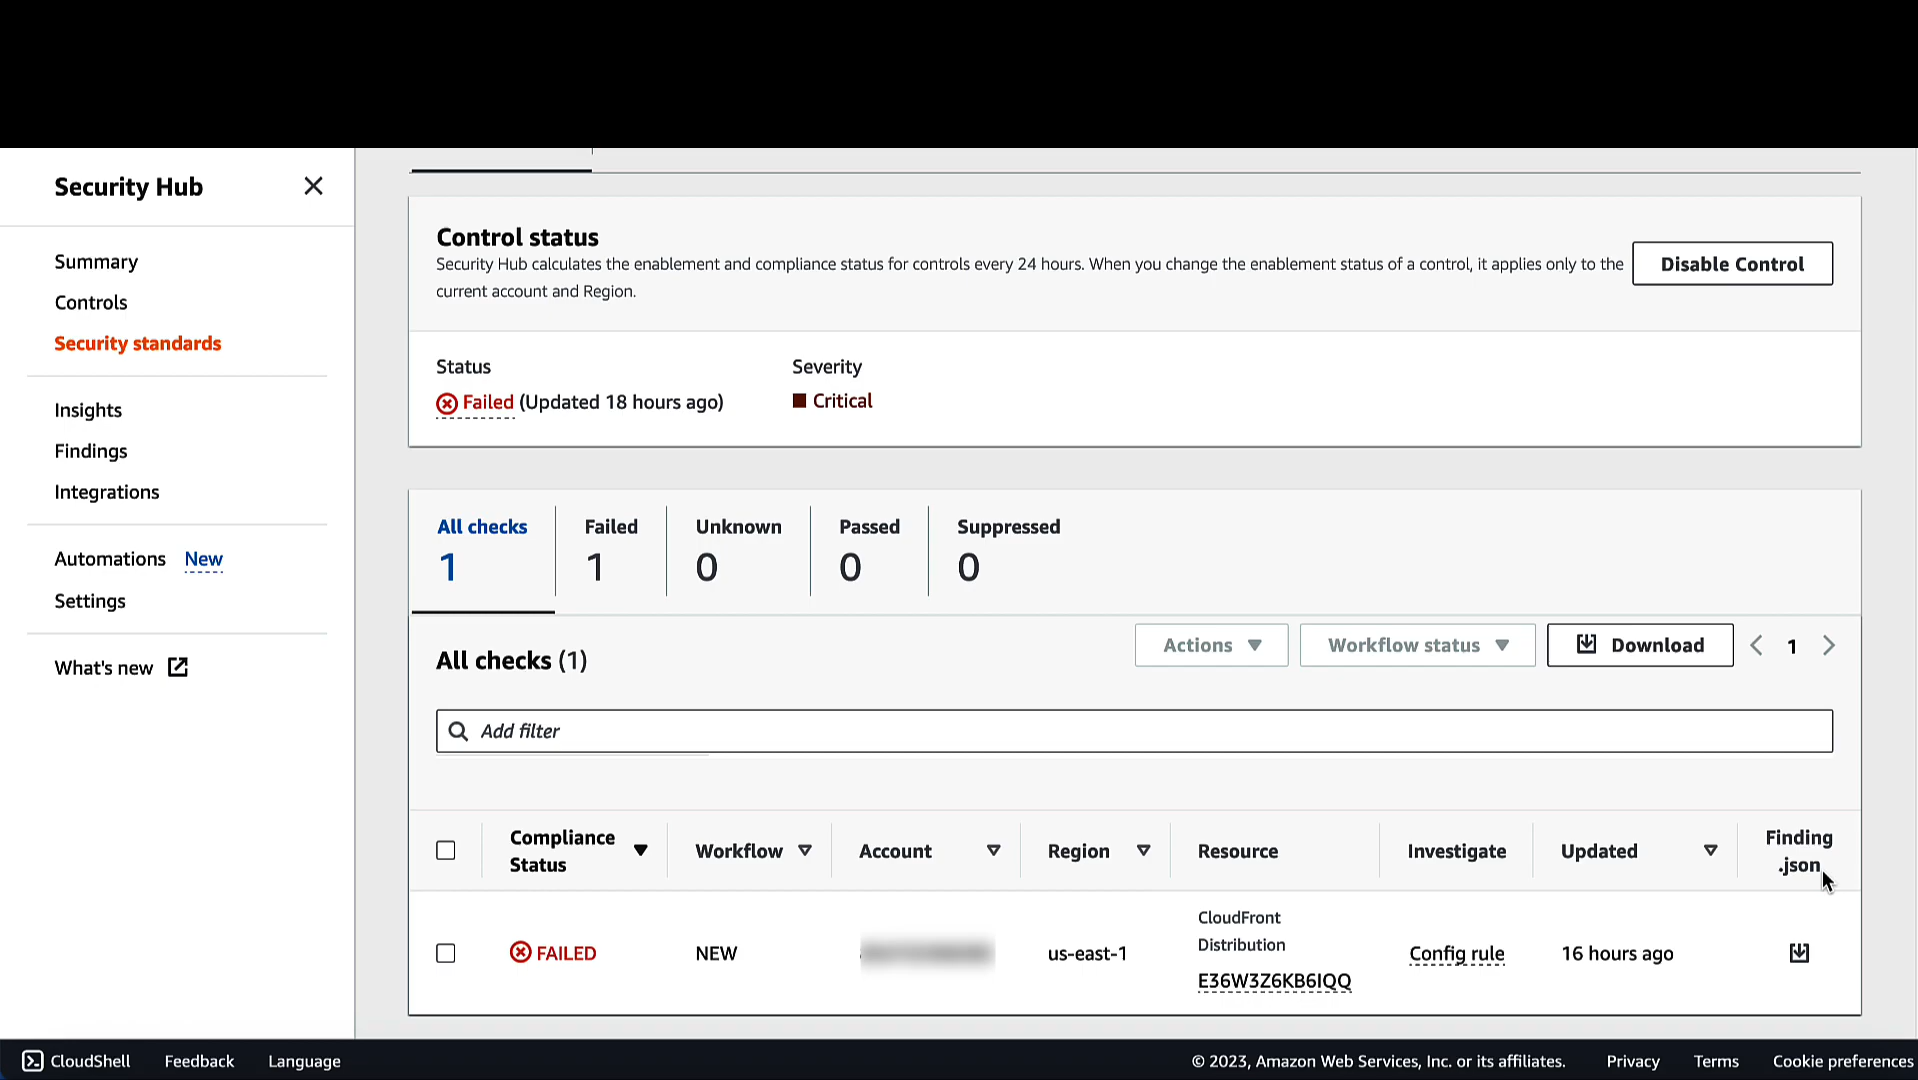 Security Hub
Summary
Controls
Security standards
Insights
Findings
Integrations
Automations New
Settings
What's new
Control status
Security Hub calculates the enablement and compliance status for controls every 24 hours. When you change the enablement status of a control, it applies only to the
current account and Region.
Disable Control
Status
Failed (Updated 18 hours ago)
Severity
Critical
All checks
1
Failed
1
Unknown
0
Passed
0
Suppressed
0
All checks (1)
Actions
Workflow status
Download
1
Add filter
Compliance
Status
Workflow
Account
Region
Resource
Investigate
Updated
Finding
.json
FAILED
NEW
us-east-1
CloudFront
Distribution
E36W3Z6KB6IQQ
Config rule
16 hours ago
CloudShell
Feedback
Language
© 2023, Amazon Web Services, Inc. or its affiliates.
Privacy
Terms
Cookie preferences